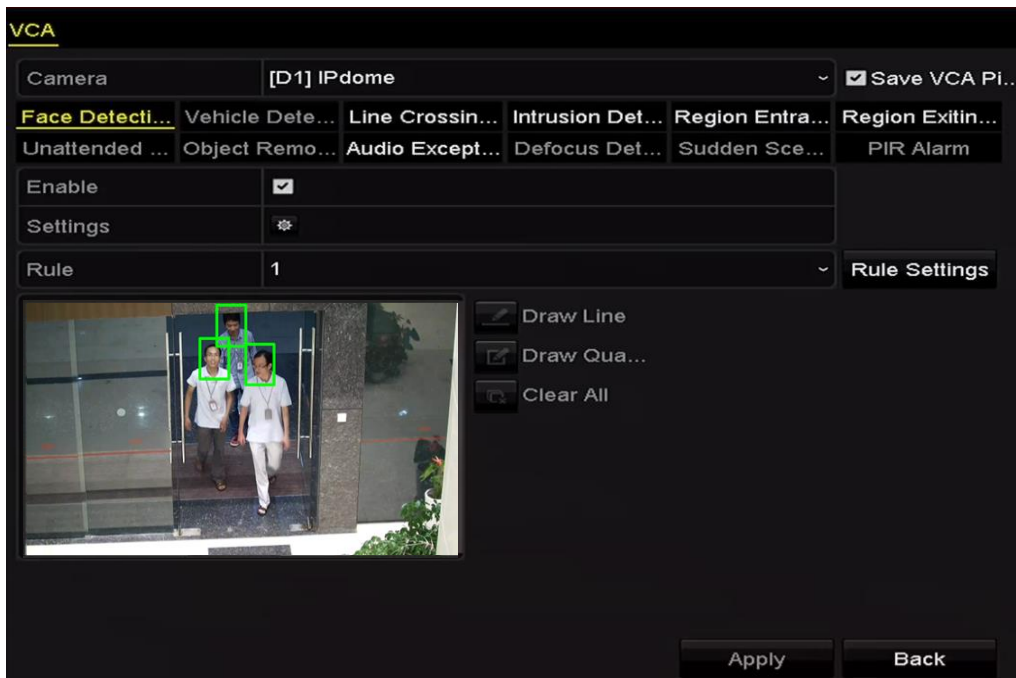 VCA
Camera [D1] IPdome Save VCA Pi..
Face Detecti... Vehicle Dete... Line Crossin... Intrusion Det... Region Entra... Region Exitin...
Unattended ... Object Remo... Audio Except... Defocus Det... Sudden Sce... PIR Alarm
Enable
Settings
Rule 1 Rule Settings
Draw Line
Draw Qua...
Clear All
Apply Back